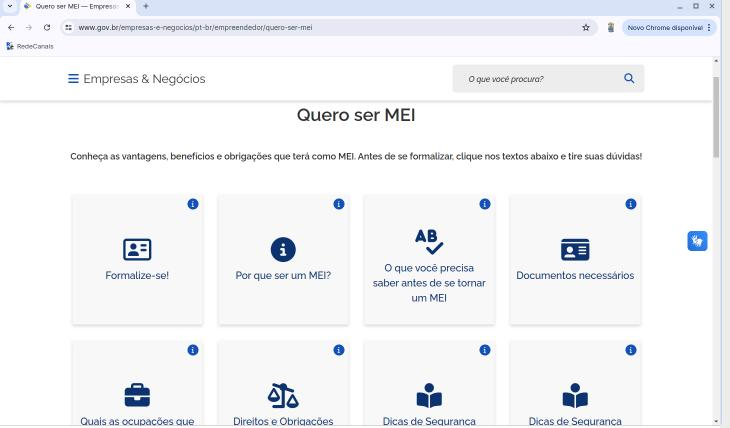 Quero ser MEI — Empresas
www.gov.br/empresas-e-negocios/pt-br/empreendedor/quero-ser-mei
Novo Chrome disponível
RedeCanais
Empresas & Negócios
O que você procura?
Quero ser MEI
Conheça as vantagens, benefícios e obrigações que terá como MEI. Antes de se formalizar, clique nos textos abaixo e tire suas dúvidas!
Formalize-se!
Por que ser um MEI?
AB
O que você precisa
saber antes de se tornar
um MEI
Documentos necessários
Quais as ocupações que
Direitos e Obrigações
Dicas de Segurança
Dicas de Segurança